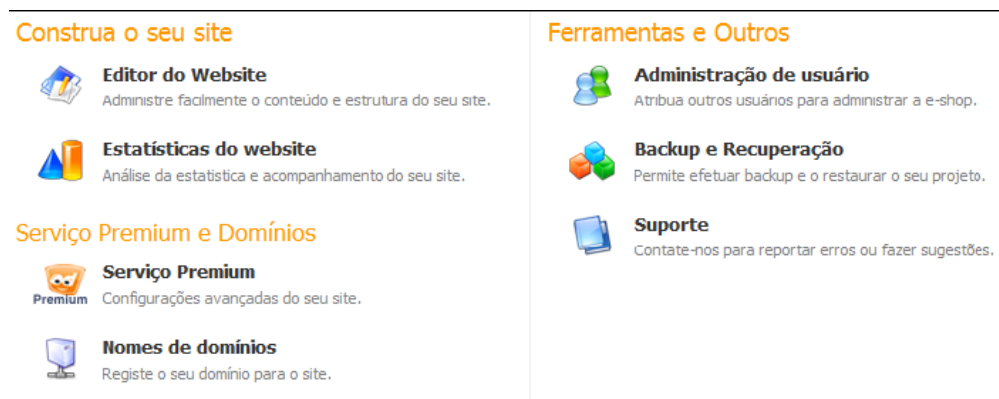 Construa o seu site
Editor do Website
Administre facilmente o conteúdo e estrutura do seu site.
Estatísticas do website
Análise da estatistica e acompanhamento do seu site.
Serviço Premium e Domínios
Premium
Serviço Premium
Configurações avançadas do seu site.
Nomes de domínios
Registe o seu domínio para o site.
Ferramentas e Outros
Administração de usuário
Atribua outros usuários para administrar a e-shop.
Backup e Recuperação
Permite efetuar backup e o restaurar o seu projeto.
Suporte
Contate-nos para reportar erros ou fazer sugestões.